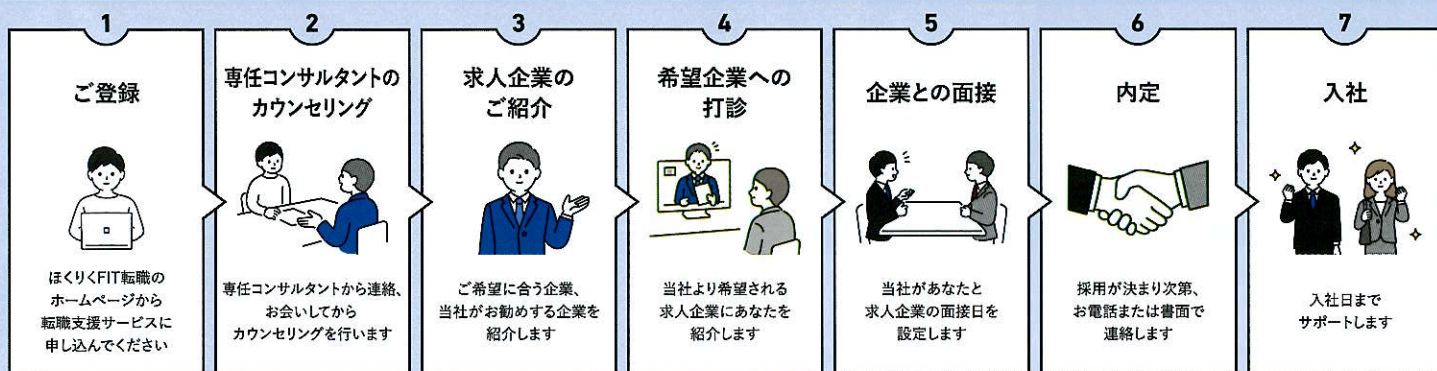 1
ご登録
ほくりくFIT転職の
ホームページから
転職支援サービスに
申し込んでください
2
専任コンサルタントの
カウンセリング
専任コンサルタントから連絡、
お会いしてから
カウンセリングを行います
3
求人企業の
ご紹介
ご希望に合う企業、
当社がお勧めする企業を
紹介します
4
希望企業への
打診
当社より希望される
求人企業にあなたを
紹介します
5
企業との面接
当社があなたと
求人企業の面接日を
設定します
6
内定
採用が決まり次第、
お電話または書面で
連絡します
7
入社
入社日まで
サポートします